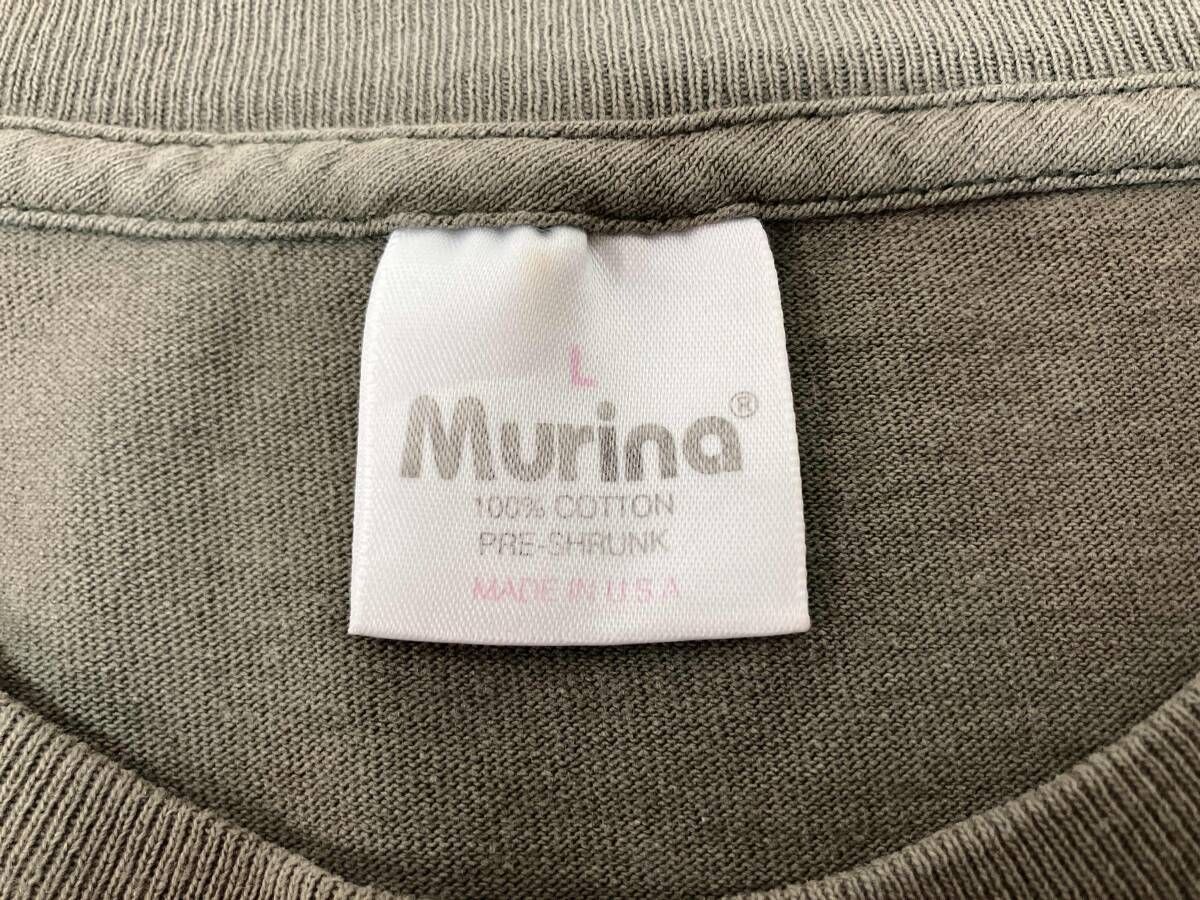 L
Murina®
100% COTTON
PRE-SHRUNK
MADE IN U.S.A